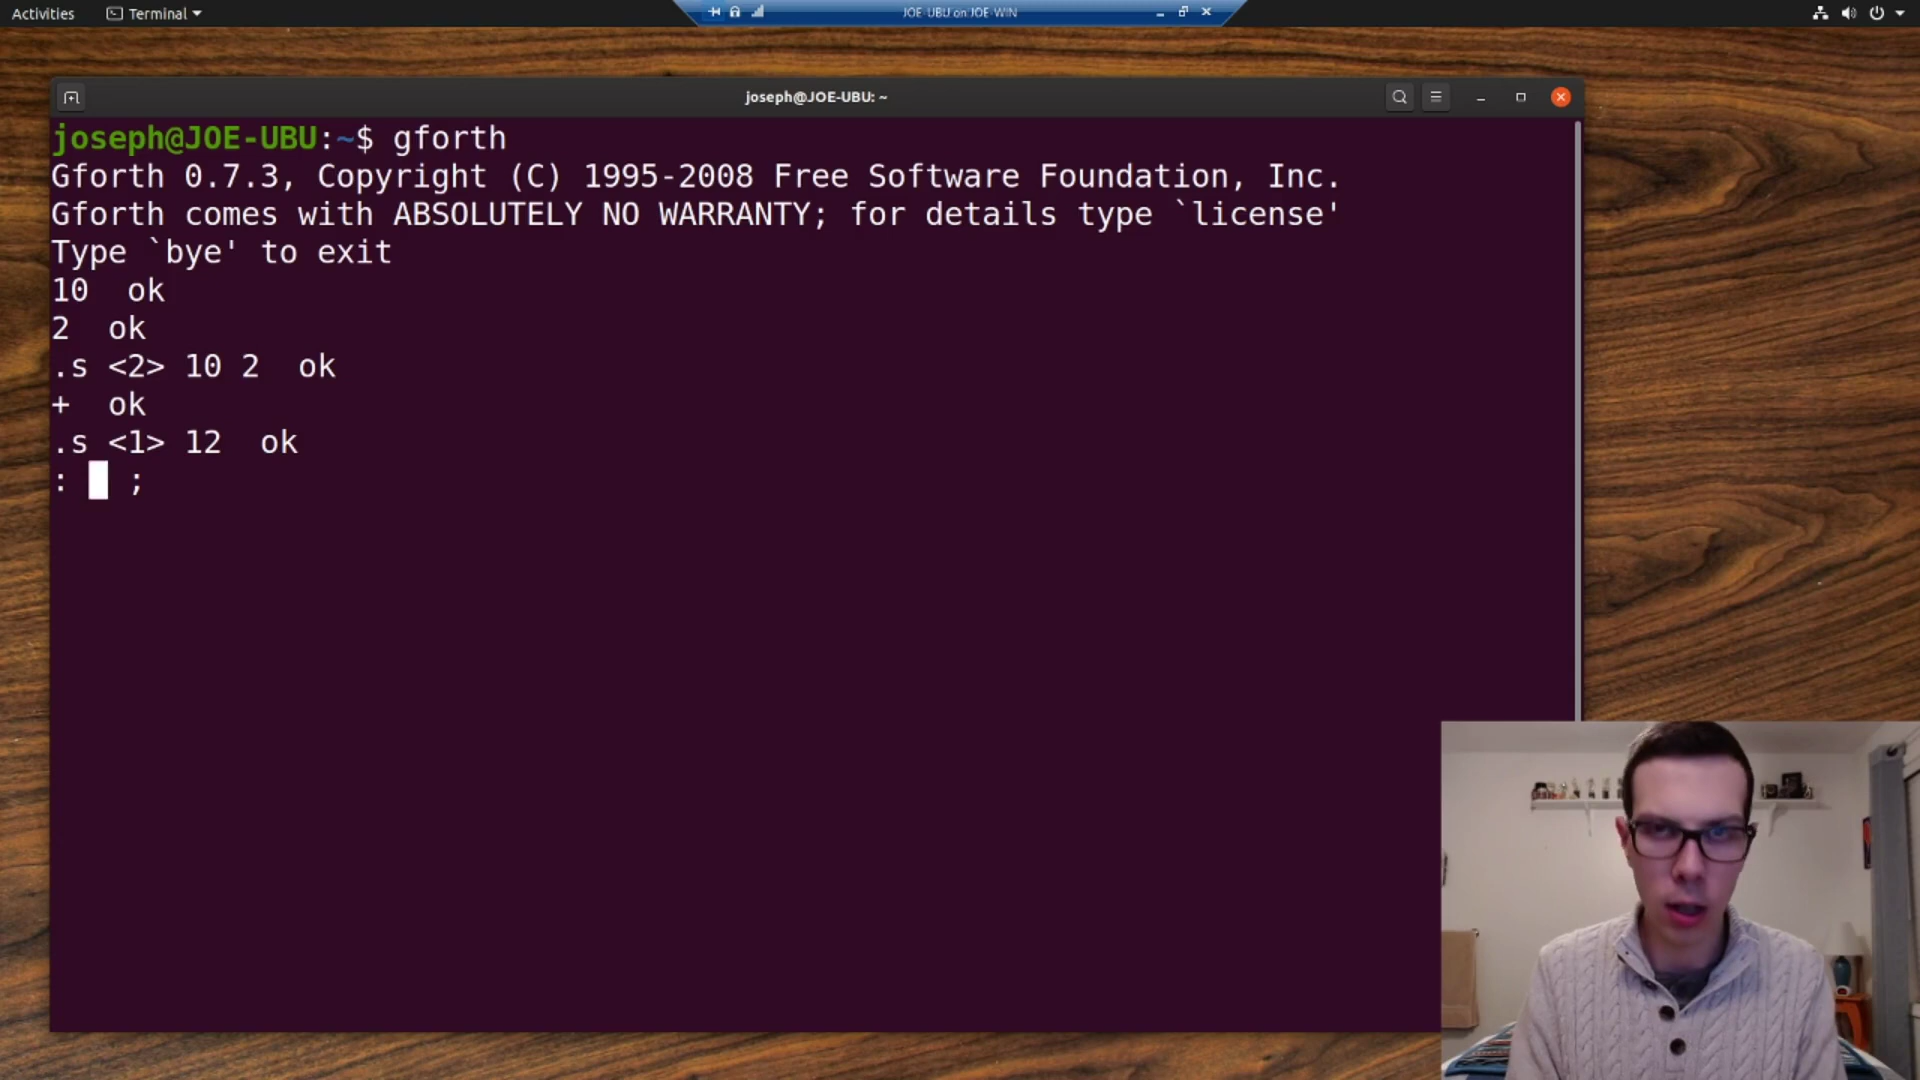 Activities
Terminal
JOE-UBU on JOE-WIN
joseph@JOE-UBU: ~
joseph@JOE-UBU:~$ gforth
Gforth 0.7.3, Copyright (C) 1995-2008 Free Software Foundation, Inc.
Gforth comes with ABSOLUTELY NO WARRANTY; for details type `license'
Type `bye' to exit
10  ok
2  ok
.s <2> 10 2  ok
+  ok
.s <1> 12  ok
:   ;